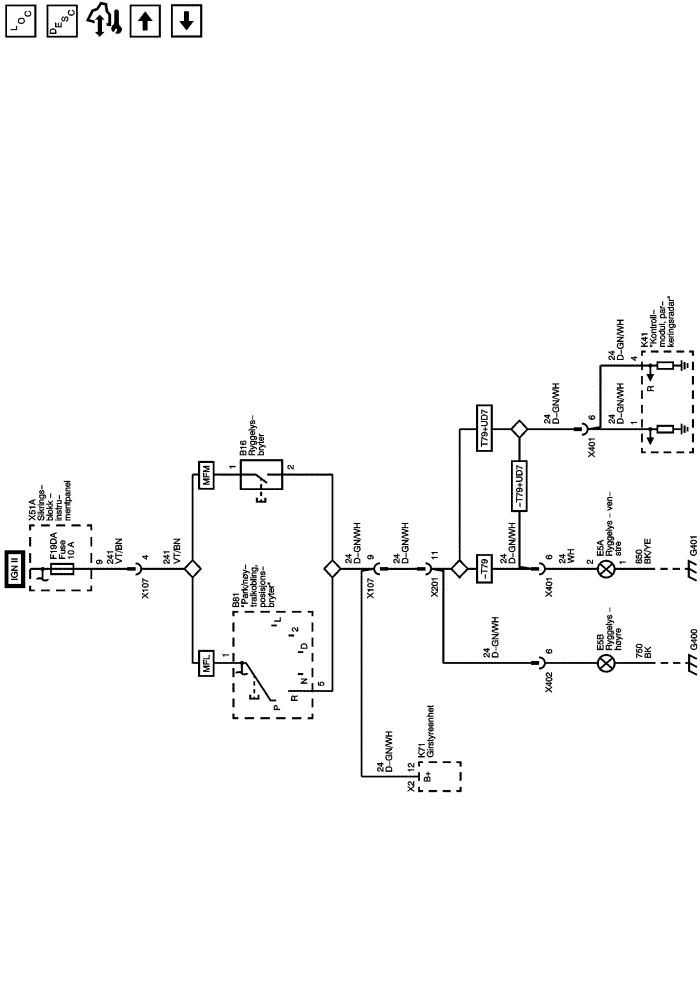 LOC
DESC
IGN II
X51A
Sikrings-
blokk -
instru-
mentpanel
F19DA
Fuse
10 A
9
241
VT/BN
4
X107
241
VT/BN
MFL
MFM
B16
Ryggelys-
bryter
1
2
B81
"Park/nøy-
tralkobling,
posisjons-
bryter"
1
P
R
N
D
2
L
5
24
D-GN/WH
9
X107
24
D-GN/WH
11
X201
24
D-GN/WH
X2
12
K71
Girstyreenhet
B+
-T79
T79+UD7
-T79+UD7
24
D-GN/WH
24
D-GN/WH
6
X401
24
D-GN/WH
24
D-GN/WH
1
4
K41
"Kontroll-
modul, par-
keringsradar"
R
24
D-GN/WH
6
X402
6
X401
24
WH
2
E5A
Ryggelys - ven-
stre
1
850
BK/YE
G401
E5B
Ryggelys -
høyre
750
BK
G400